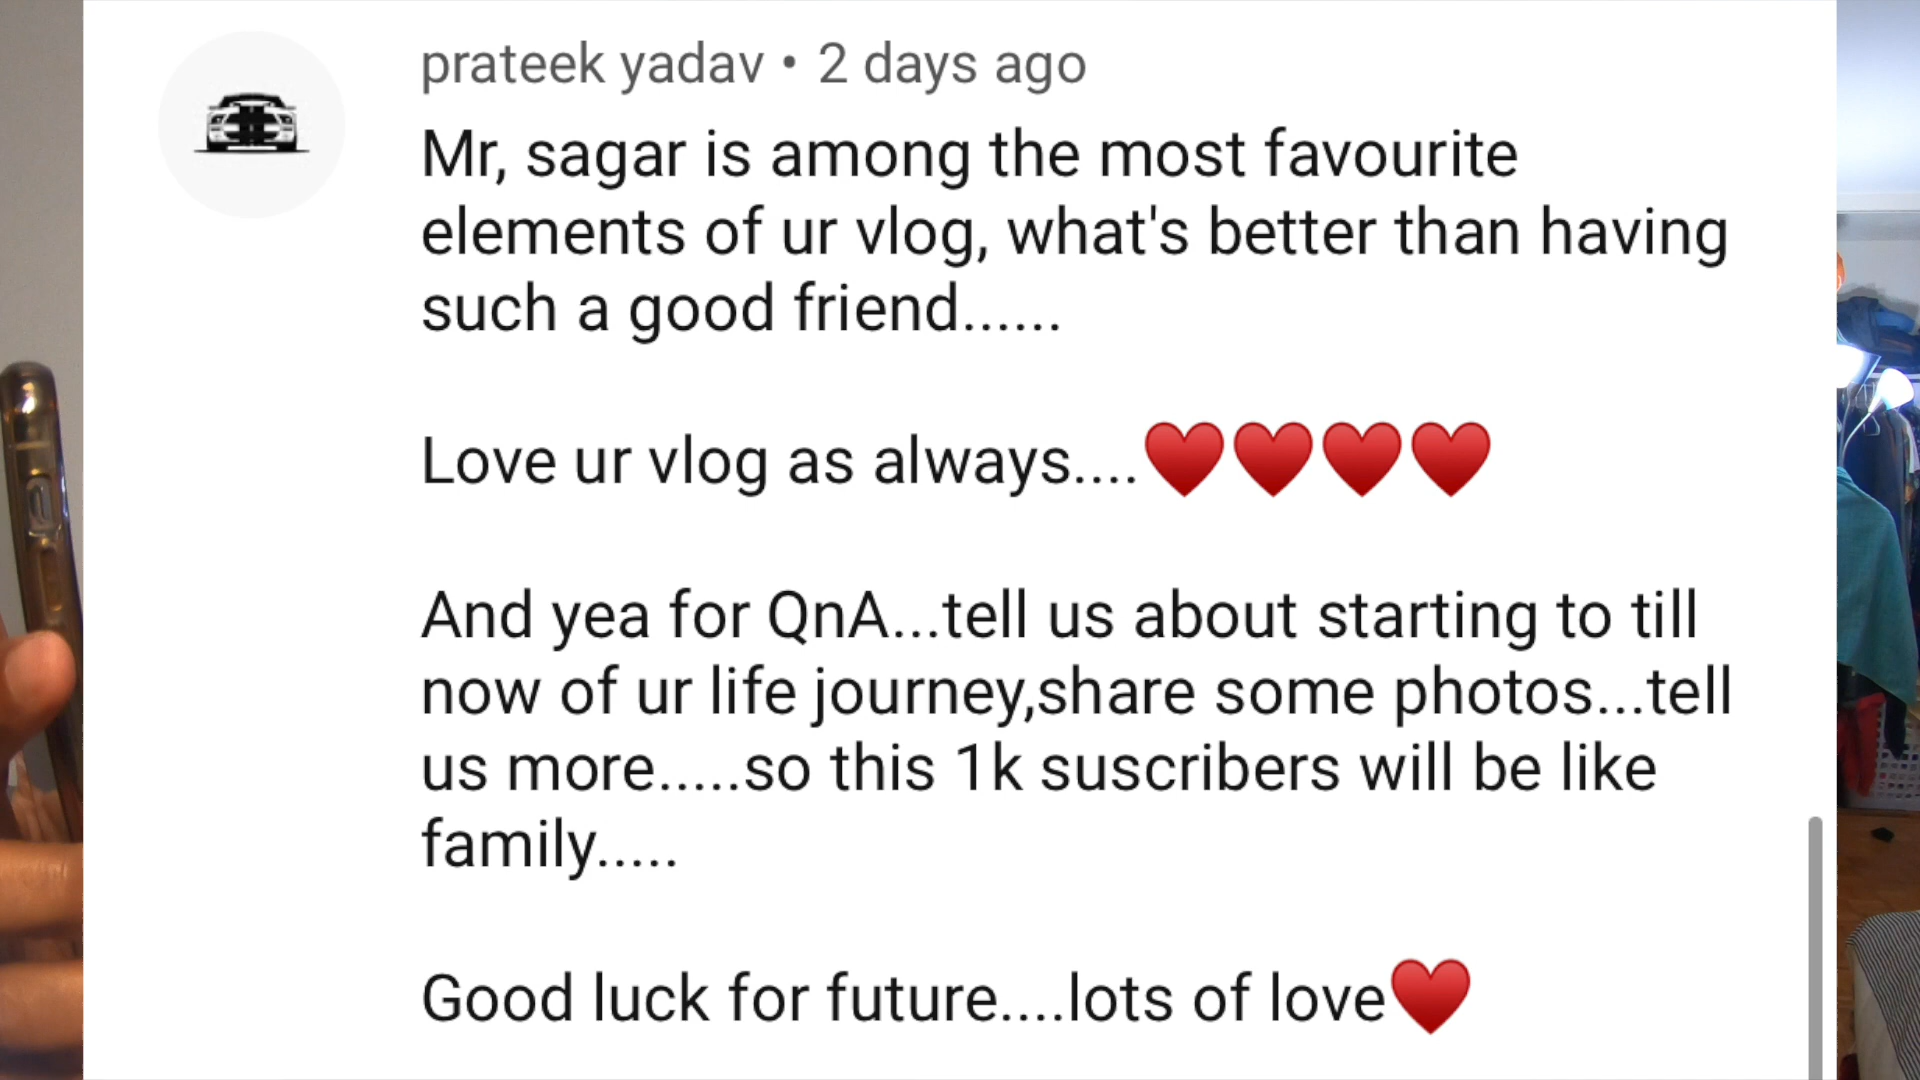 prateek yadav • 2 days ago
Mr, sagar is among the most favourite
elements of ur vlog, what's better than having
such a good friend......
Love ur vlog as always....❤️❤️❤️❤️
And yea for QnA...tell us about starting to till
now of ur life journey,share some photos...tell
us more.....so this 1k suscribers will be like
family.....
Good luck for future....lots of love❤️